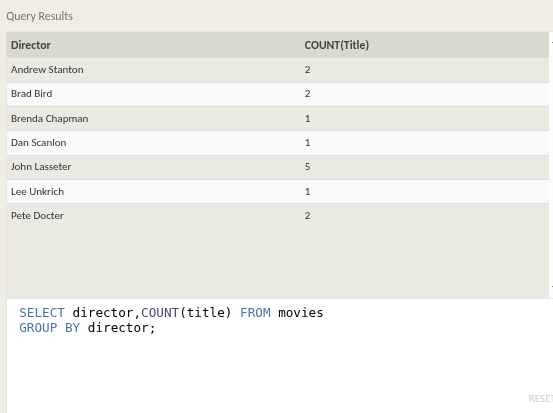 Query Results
Director COUNT(Title)
Andrew Stanton 2
Brad Bird 2
Brenda Chapman 1
Dan Scanlon 1
John Lasseter 5
Lee Unkrich 1
Pete Docter 2
SELECT director,COUNT(title) FROM movies
GROUP BY director;
RESET